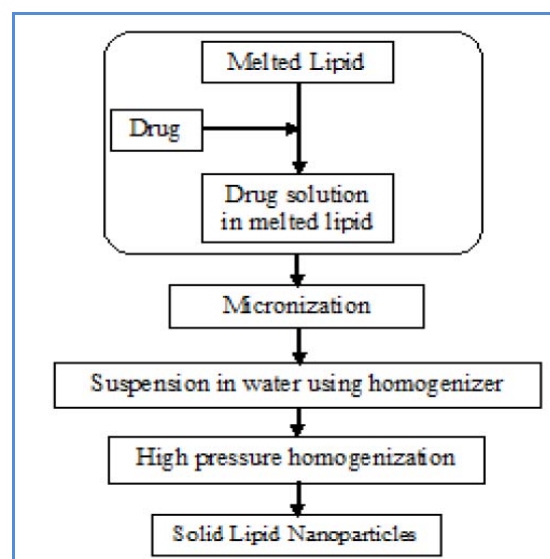 Melted Lipid
Drug
Drug solution
in melted lipid
Micronization
Suspension in water using homogenizer
High pressure homogenization
Solid Lipid Nanoparticles